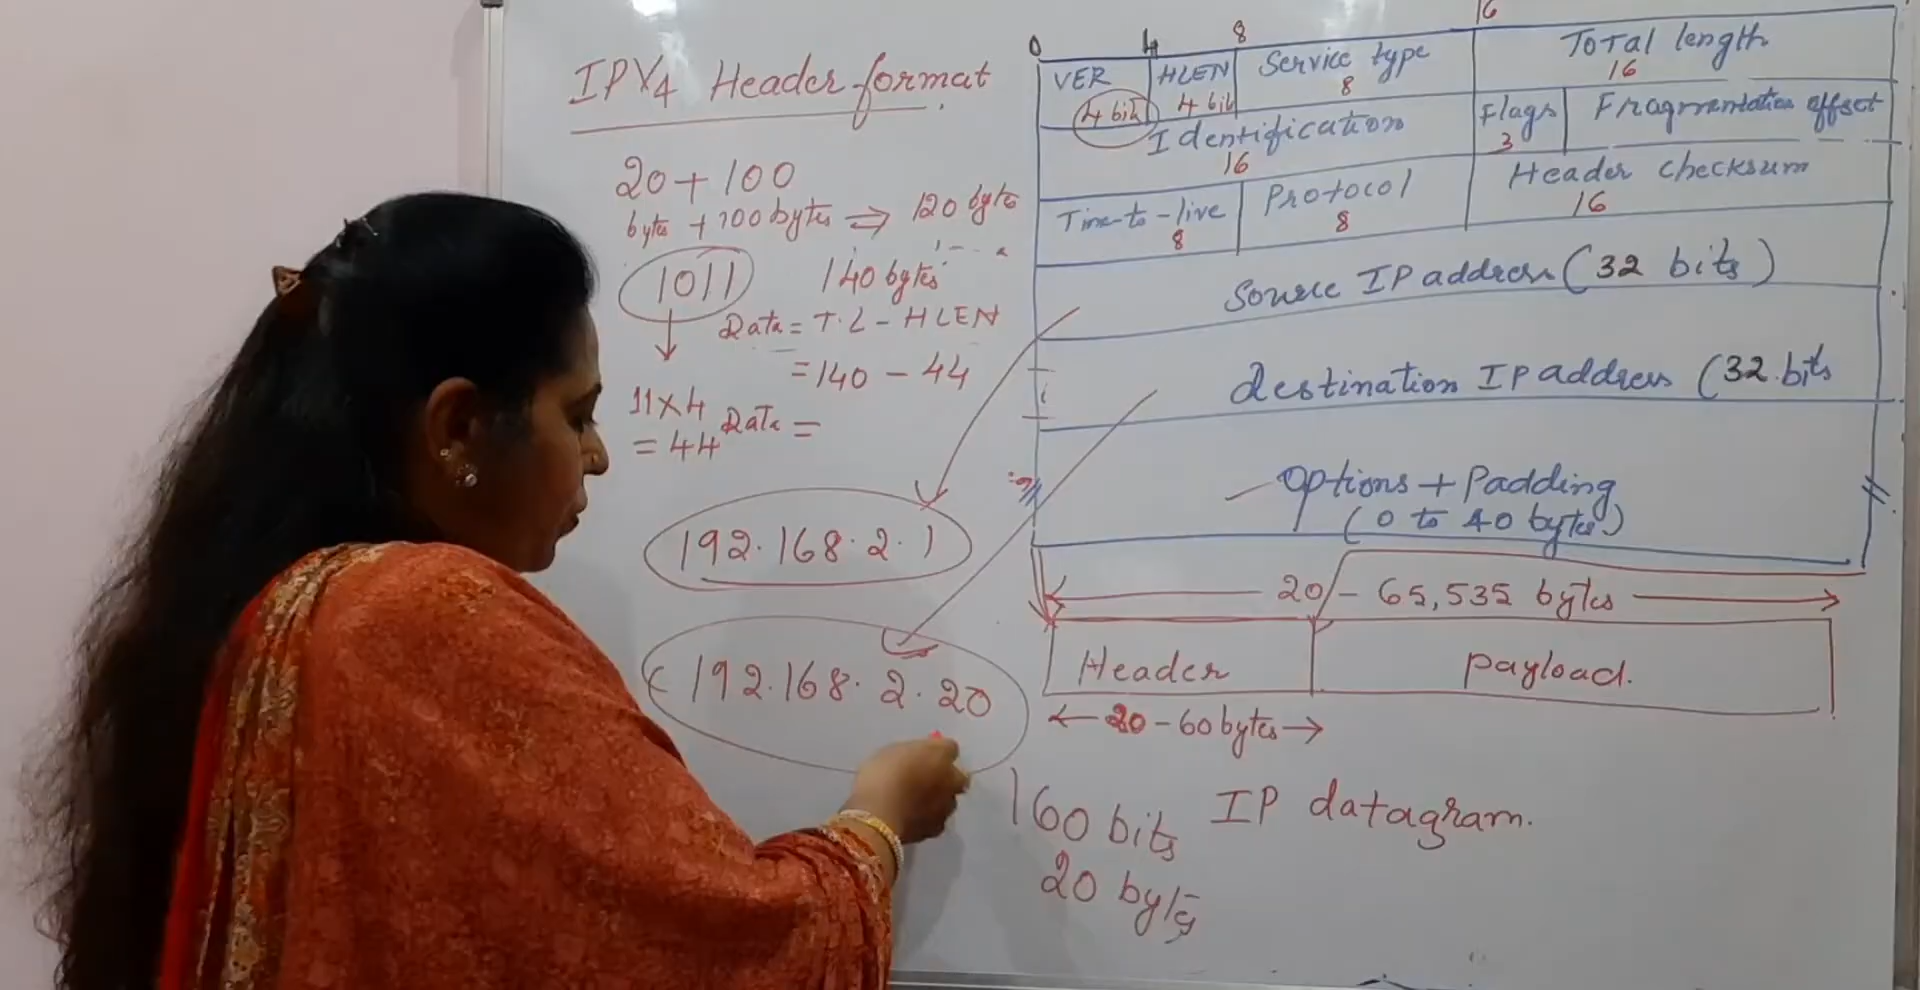 IPV4 Header format
20 + 100
bytes + 100 bytes ⇒ 120 bytes
1011
140 bytes
Data = T.L - HLEN
= 140 - 44
11 x 4
= 44
Data =
192.168.2.1
192.168.2.20
0 4 8 16
VER HLEN Service type Total length
4 bit 4 bit 8 16
Identification Flags Fragmentation offset
16 3
Time-to-live Protocol Header checksum
8 8 16
Source IP address (32 bits)
destination IP address (32 bits
Options + Padding
(0 to 40 bytes)
20 - 65,535 bytes
Header payload.
20 - 60 bytes
160 bits IP datagram.
20 bytes